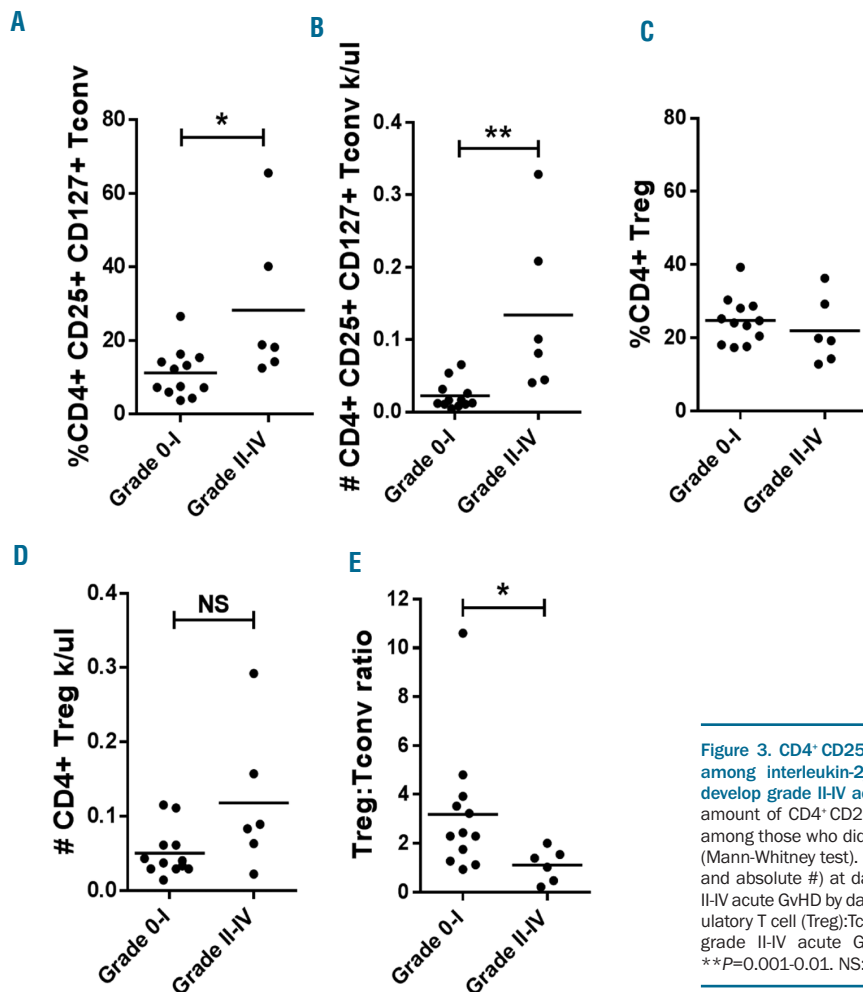 A
%CD4+ CD25+ CD127+ Tconv
80
60
40
20
0
*
Grade 0-I
Grade II-IV
B
# CD4+ CD25+ CD127+ Tconv k/ul
0.4
0.3
0.2
0.1
0.0
**
Grade 0-I
Grade II-IV
C
%CD4+ Treg
80
60
40
20
0
Grade 0-I
Grade II-IV
D
# CD4+ Treg k/ul
0.4
0.3
0.2
0.1
0.0
NS
Grade 0-I
Grade II-IV
E
Treg:Tconv ratio
12
10
8
6
4
2
0
*
Grade 0-I
Grade II-IV
Figure 3. CD4+ CD25
among interleukin-2
develop grade II-IV ac
amount of CD4+ CD2
among those who did
(Mann-Whitney test).
and absolute #) at da
II-IV acute GvHD by da
ulatory T cell (Treg):Tc
grade II-IV acute G
**P=0.001-0.01. NS: